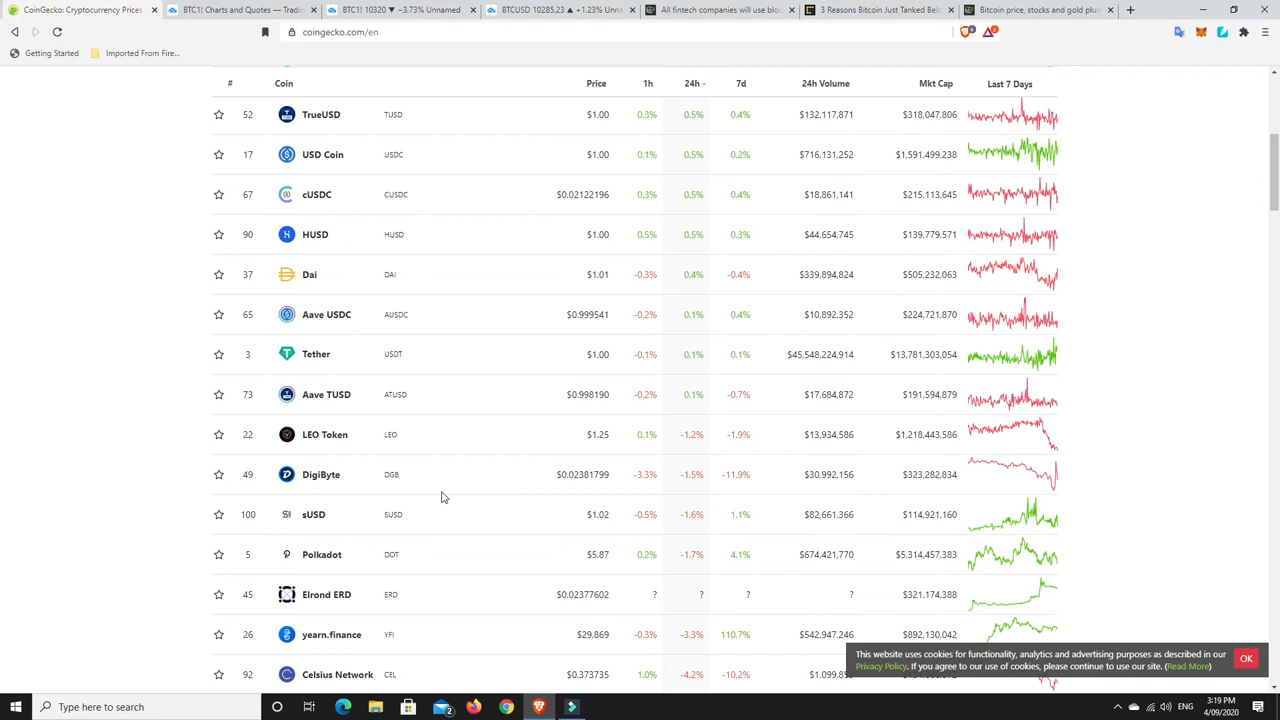 CoinGecko: Cryptocurrency Prices × BTC1! Charts and Quotes — Tradin × BTC1! 10320 ▼ −3.73% Unnamed × BTCUSD 10285.23 ▲ +1.23% Unn × All fintech companies will use bloc × 3 Reasons Bitcoin Just Tanked Bel × Bitcoin price, stocks and gold plun × +
coingecko.com/en
Getting Started Imported From Fire...
# Coin Price 1h 24h 7d 24h Volume Mkt Cap Last 7 Days
52 TrueUSD TUSD $1.00 0.3% 0.5% 0.4% $132,117,871 $318,047,806
17 USD Coin USDC $1.00 0.1% 0.5% 0.2% $716,131,252 $1,591,499,238
67 cUSDC CUSDC $0.02122196 0.3% 0.5% 0.4% $18,861,141 $215,113,645
90 HUSD HUSD $1.00 0.5% 0.5% 0.3% $44,654,745 $139,779,571
37 Dai DAI $1.01 -0.3% 0.4% -0.4% $339,894,824 $505,232,063
65 Aave USDC AUSDC $0.999541 -0.2% 0.1% 0.4% $10,892,352 $224,721,870
3 Tether USDT $1.00 -0.1% 0.1% 0.1% $45,548,224,914 $13,781,303,054
73 Aave TUSD ATUSD $0.998190 -0.2% 0.1% -0.7% $17,684,872 $191,594,879
22 LEO Token LEO $1.25 0.1% -1.2% -1.9% $13,934,586 $1,218,443,586
49 DigiByte DGB $0.02381799 -3.3% -1.5% -11.9% $30,992,156 $323,282,834
100 sUSD SUSD $1.02 -0.5% -1.6% 1.1% $82,661,366 $114,921,160
5 Polkadot DOT $5.87 0.2% -1.7% 4.1% $674,421,770 $5,314,457,383
45 Elrond ERD ERD $0.02377602 ? ? ? ? $321,174,388
26 yearn.finance YFI $29,869 -0.3% -3.3% 110.7% $542,947,246 $892,130,042
92 Celsius Network CEL $0.373735 1.0% -4.2% -10.2%
This website uses cookies for functionality, analytics and advertising purposes as described in our
Privacy Policy. If you agree to our use of cookies, please continue to use our site. (Read More)
OK
Type here to search
ENG
3:19 PM
4/09/2020